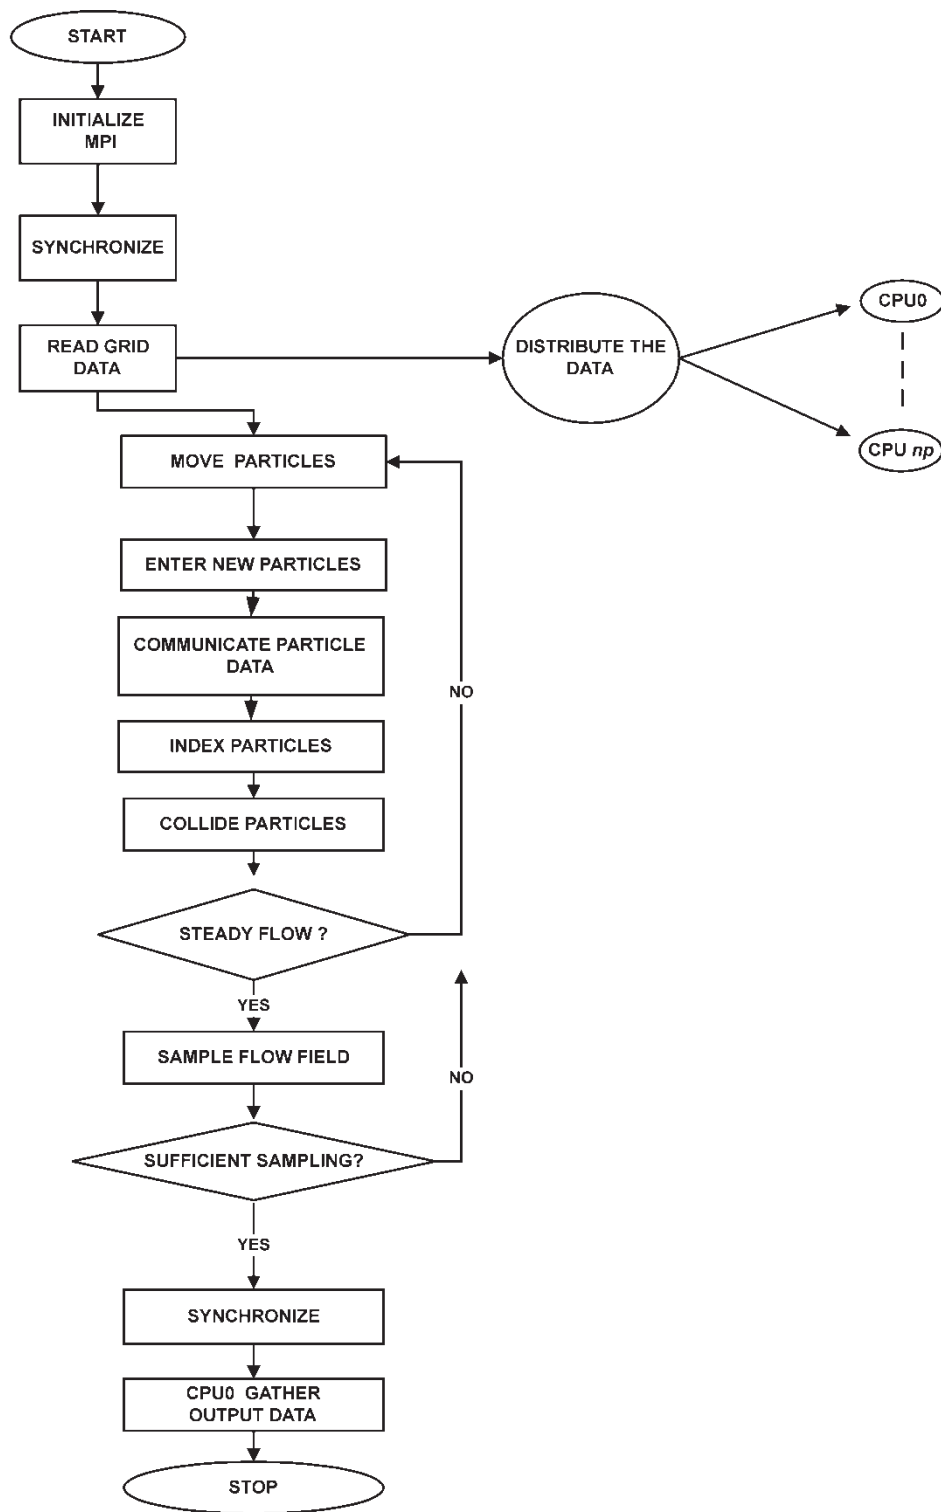 START
INITIALIZE
MPI
SYNCHRONIZE
READ GRID
DATA
DISTRIBUTE THE
DATA
CPU0
CPU np
MOVE PARTICLES
ENTER NEW PARTICLES
COMMUNICATE PARTICLE
DATA
NO
INDEX PARTICLES
COLLIDE PARTICLES
STEADY FLOW ?
YES
SAMPLE FLOW FIELD
NO
SUFFICIENT SAMPLING?
YES
SYNCHRONIZE
CPU0 GATHER
OUTPUT DATA
STOP